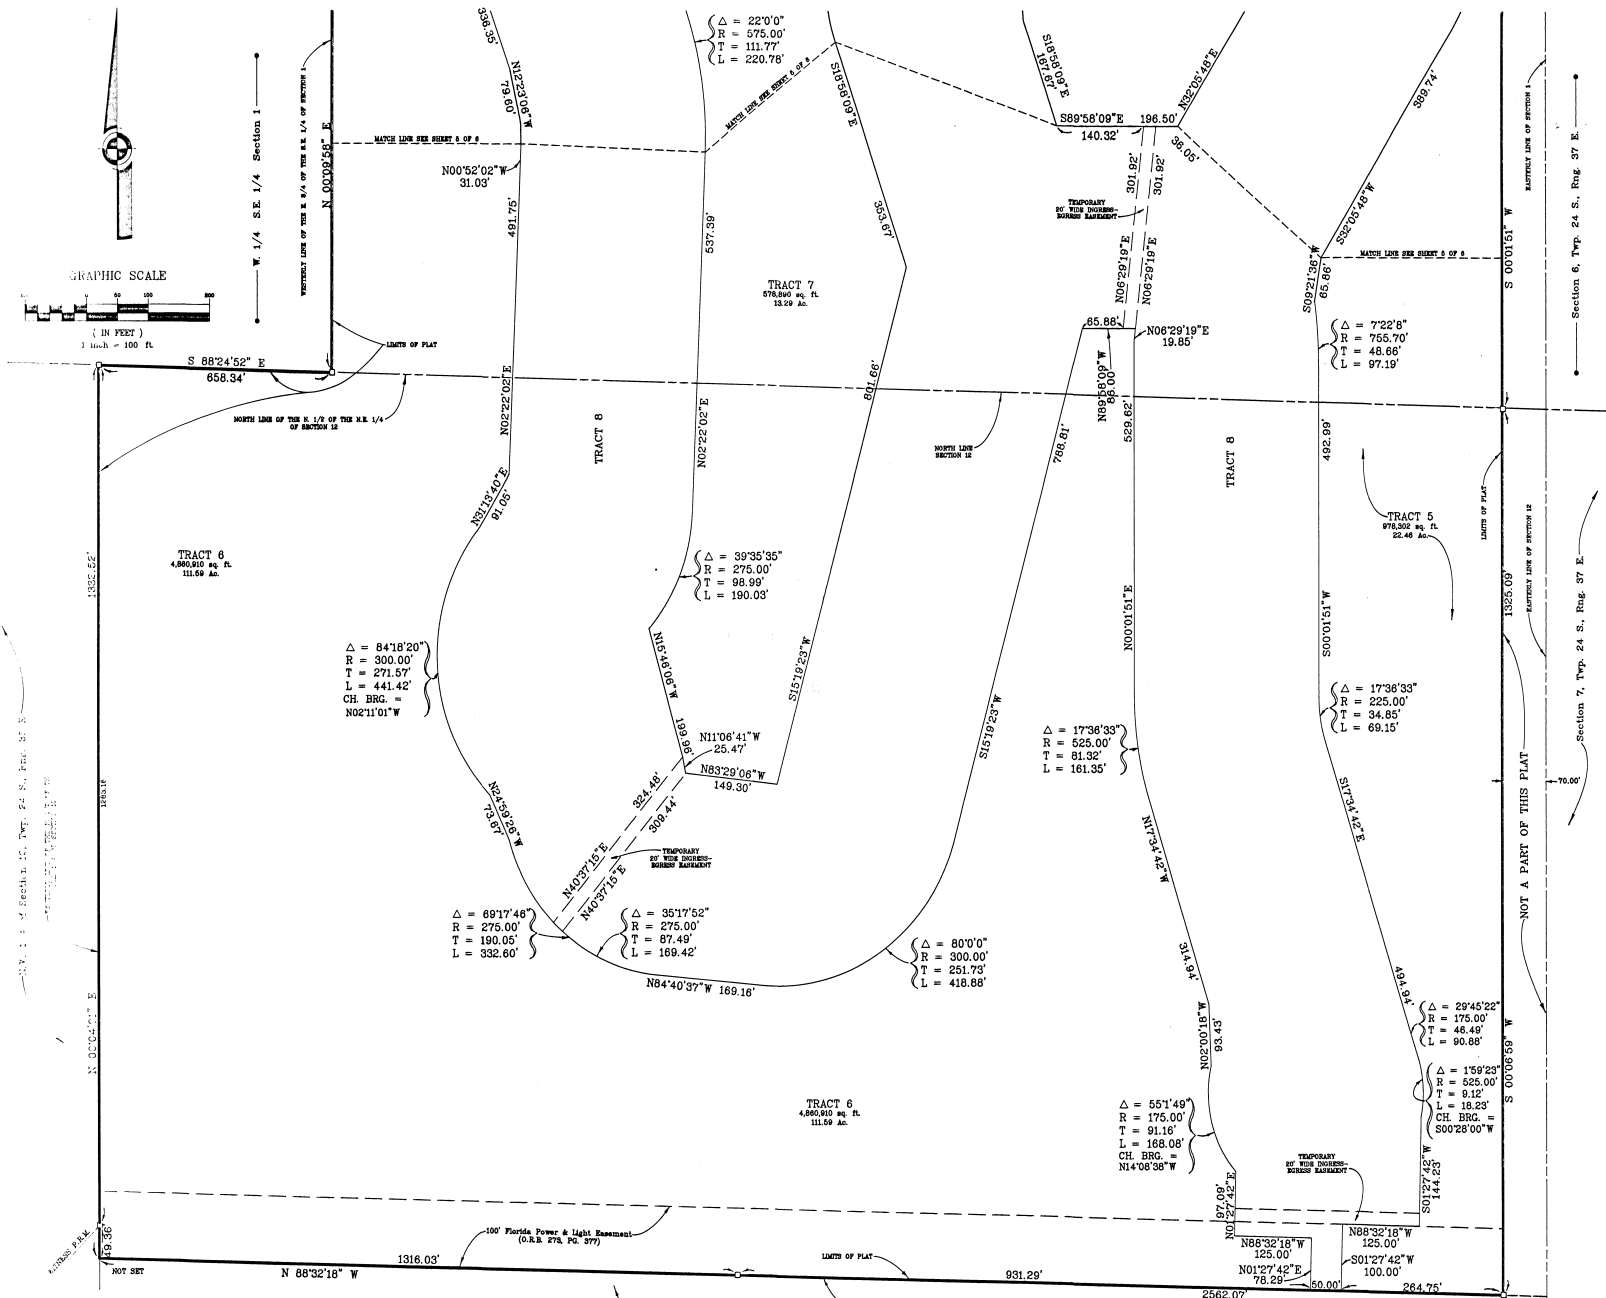 336.35'
N12°23'06"W
79.60'
Δ = 22°0'0"
R = 575.00'
T = 111.77'
L = 220.78'
MATCH LINE SEE SHEET 5 OF 6
S18°58'09"E
353.67'
S18°58'09"E
167.67'
S89°58'09"E
196.50'
140.32'
N32°05'48"E
36.05'
389.74'
S32°05'48"W
EASTERLY LINE OF SECTION 1
Section 6, Twp. 24 S., Rng. 37 E.
S 00°01'51" W
W. 1/4 S.E. 1/4 Section 1
WESTERLY LINE OF THE E. 3/4 OF THE S.E. 1/4 OF SECTION 1
N 00°09'58" E
MATCH LINE SEE SHEET 5 OF 6
N00°52'02"W
31.03'
491.75'
537.39'
301.92'
301.92'
TEMPORARY
20' WIDE INGRESS-
EGRESS EASEMENT
N06°29'19"E
N06°29'19"E
MATCH LINE SEE SHEET 5 OF 6
S09°21'36"W
65.86'
GRAPHIC SCALE
0 50 100 200
( IN FEET )
1 inch = 100 ft.
TRACT 7
578,890 sq. ft.
13.29 Ac.
65.88'
N06°29'19"E
19.85'
N89°58'09"W
86.00'
Δ = 7°22'8"
R = 755.70'
T = 48.66'
L = 97.19'
LIMITS OF PLAT
S 88°24'52" E
658.34'
NORTH LINE OF THE N. 1/2 OF THE N.E. 1/4
OF SECTION 12
N02°22'02"E
TRACT 8
N02°22'02"E
801.66'
NORTH LINE
SECTION 12
788.81'
529.62'
TRACT 8
492.99'
N31°13'40"E
91.05'
LIMITS OF PLAT
TRACT 5
978,302 sq. ft.
22.46 Ac.
EASTERLY LINE OF SECTION 12
1325.09'
Section 7, Twp. 24 S., Rng. 37 E.
TRACT 6
4,860,910 sq. ft.
111.59 Ac.
1332.52'
Δ = 39°35'35"
R = 275.00'
T = 98.99'
L = 190.03'
N00°01'51"E
S00°01'51"W
Δ = 84°18'20"
R = 300.00'
T = 271.57'
L = 441.42'
CH. BRG. =
N02°11'01"W
N15°46'06"W
199.96'
S15°19'23"W
S15°19'23"W
Δ = 17°36'33"
R = 225.00'
T = 34.85'
L = 69.15'
Δ = 17°36'33"
R = 525.00'
T = 81.32'
L = 161.35'
N11°06'41"W
25.47'
N83°29'06"W
149.30'
70.00'
1283.16
N24°59'26"W
73.67'
324.48'
309.44'
N40°37'15"E
N40°37'15"E
TEMPORARY
20' WIDE INGRESS-
EGRESS EASEMENT
N17°34'42"W
314.94'
S17°34'42"E
494.94'
NOT A PART OF THIS PLAT
Δ = 69°17'46"
R = 275.00'
T = 190.05'
L = 332.60'
Δ = 35°17'52"
R = 275.00'
T = 87.49'
L = 169.42'
Δ = 80°0'0"
R = 300.00'
T = 251.73'
L = 418.88'
N84°40'37"W 169.16'
N 00°04'01" E
N02°00'18"W
93.43'
Δ = 29°45'22"
R = 175.00'
T = 46.49'
L = 90.88'
S 00°06'59" W
Δ = 1°59'23"
R = 525.00'
T = 9.12'
L = 18.23'
CH. BRG. =
S00°28'00"W
TRACT 6
4,860,910 sq. ft.
111.59 Ac.
Δ = 55°1'49"
R = 175.00'
T = 91.16'
L = 168.08'
CH. BRG. =
N14°08'38"W
TEMPORARY
20' WIDE INGRESS-
EGRESS EASEMENT
S01°27'42"W
144.23'
97.09'
N01°27'42"E
WITNESS P.R.M.
49.36'
NOT SET
100' Florida Power & Light Easement
(O.R.B. 273, PG. 377)
N88°32'18"W
125.00'
N88°32'18"W
125.00'
N01°27'42"E
78.29'
S01°27'42"W
100.00'
1316.03'
N 88°32'18" W
LIMITS OF PLAT
931.29'
50.00'
264.75'
2562.07'